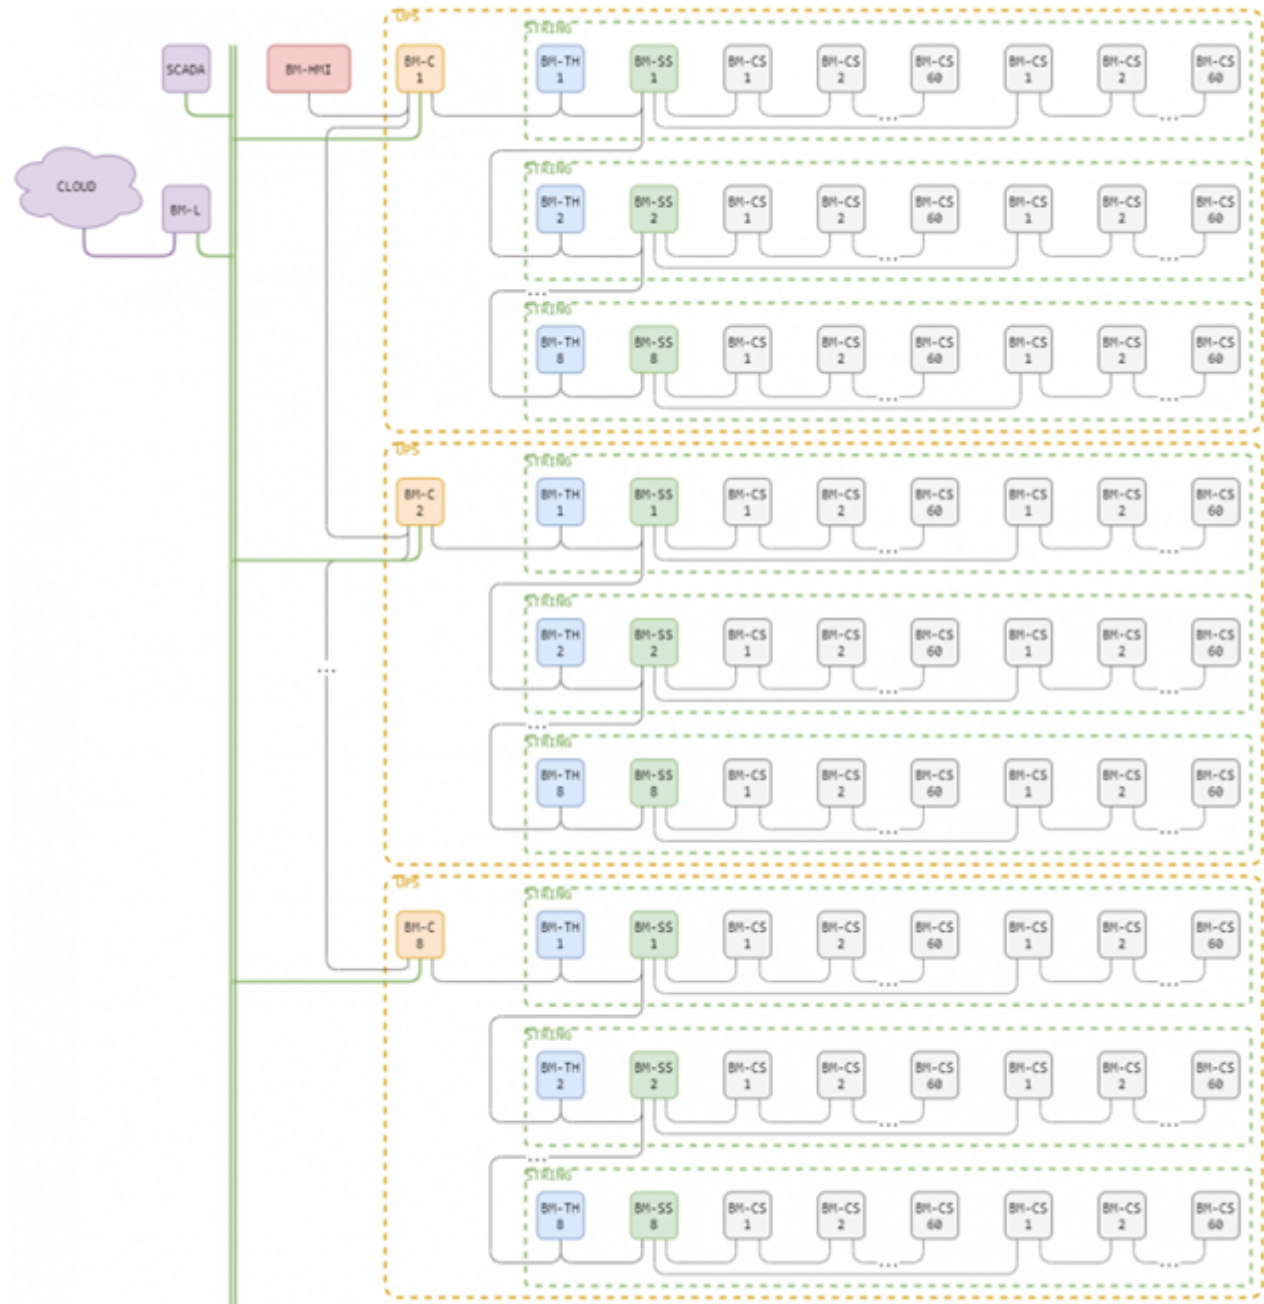 UPS
STRING
SCADA BM-HMI BM-C BM-TH BM-SS BM-CS BM-CS BM-CS BM-CS BM-CS BM-CS
1 1 1 1 2 60 1 2 60
... ...
STRING
CLOUD
BM-L BM-TH BM-SS BM-CS BM-CS BM-CS BM-CS BM-CS BM-CS
2 2 1 2 60 1 2 60
... ...
...
STRING
BM-TH BM-SS BM-CS BM-CS BM-CS BM-CS BM-CS BM-CS
8 8 1 2 60 1 2 60
... ...
UPS
STRING
BM-C BM-TH BM-SS BM-CS BM-CS BM-CS BM-CS BM-CS BM-CS
2 1 1 1 2 60 1 2 60
... ...
STRING
BM-TH BM-SS BM-CS BM-CS BM-CS BM-CS BM-CS BM-CS
2 2 1 2 60 1 2 60
...
... ...
...
STRING
BM-TH BM-SS BM-CS BM-CS BM-CS BM-CS BM-CS BM-CS
8 8 1 2 60 1 2 60
... ...
UPS
STRING
BM-C BM-TH BM-SS BM-CS BM-CS BM-CS BM-CS BM-CS BM-CS
8 1 1 1 2 60 1 2 60
... ...
STRING
BM-TH BM-SS BM-CS BM-CS BM-CS BM-CS BM-CS BM-CS
2 2 1 2 60 1 2 60
... ...
...
STRING
BM-TH BM-SS BM-CS BM-CS BM-CS BM-CS BM-CS BM-CS
8 8 1 2 60 1 2 60
... ...